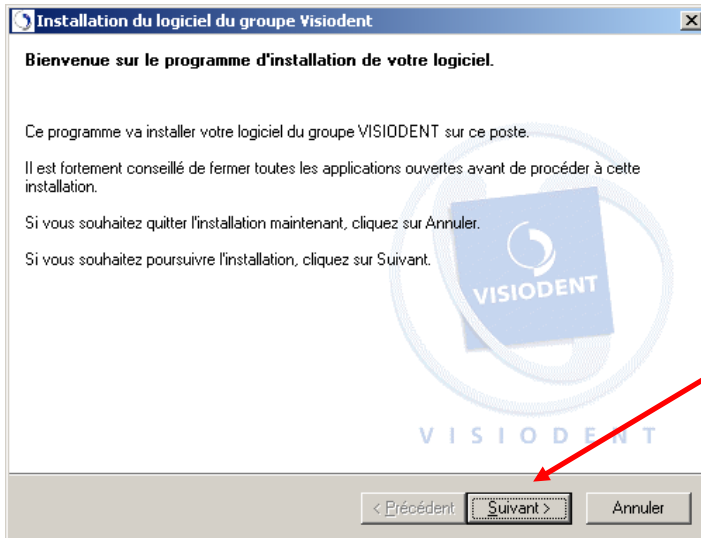 Installation du logiciel du groupe Visiodent
Bienvenue sur le programme d'installation de votre logiciel.
Ce programme va installer votre logiciel du groupe VISIODENT sur ce poste.
Il est fortement conseillé de fermer toutes les applications ouvertes avant de procéder à cette
installation.
Si vous souhaitez quitter l'installation maintenant, cliquez sur Annuler.
Si vous souhaitez poursuivre l'installation, cliquez sur Suivant.
VISIODENT
VISIODENT
< Précédent Suivant > Annuler